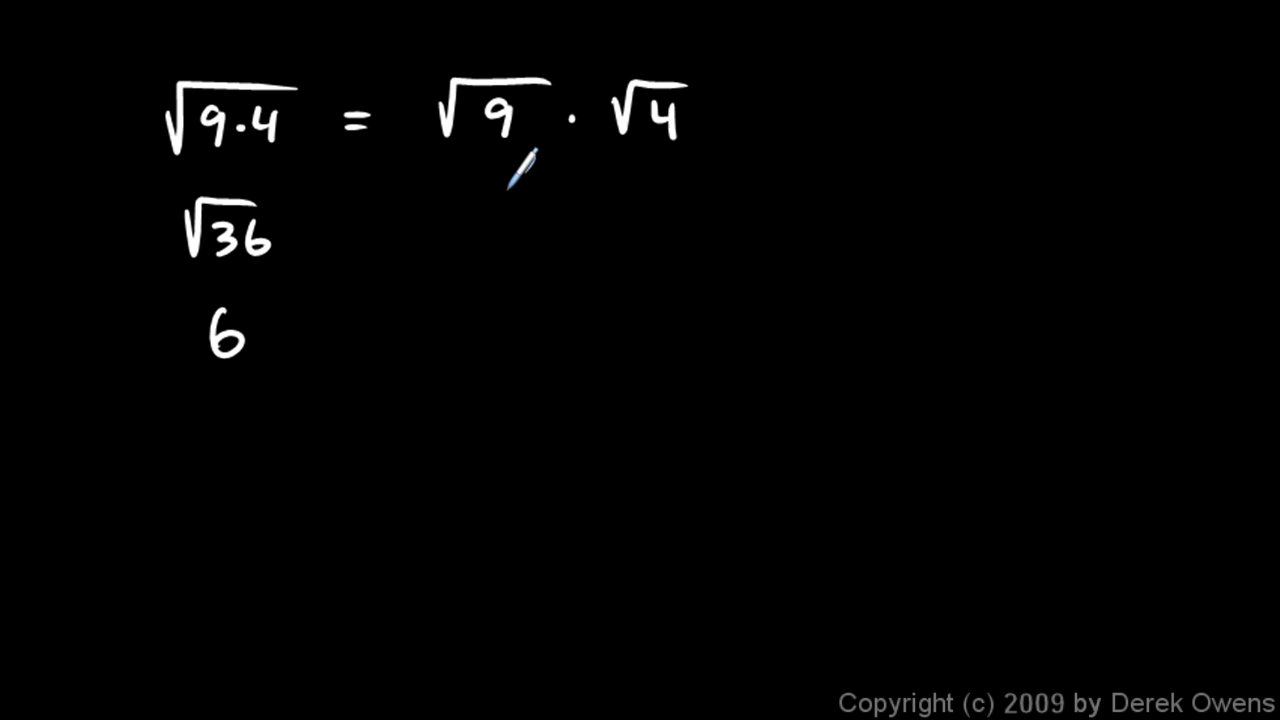 √9·4 = √9 · √4
√36
6
Copyright (c) 2009 by Derek Owens